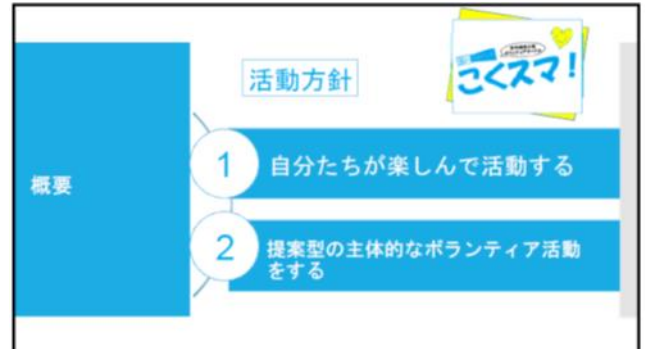 活動方針
こくスマ!
概要
1
自分たちが楽しんで活動する
2
提案型の主体的なボランティア活動
をする